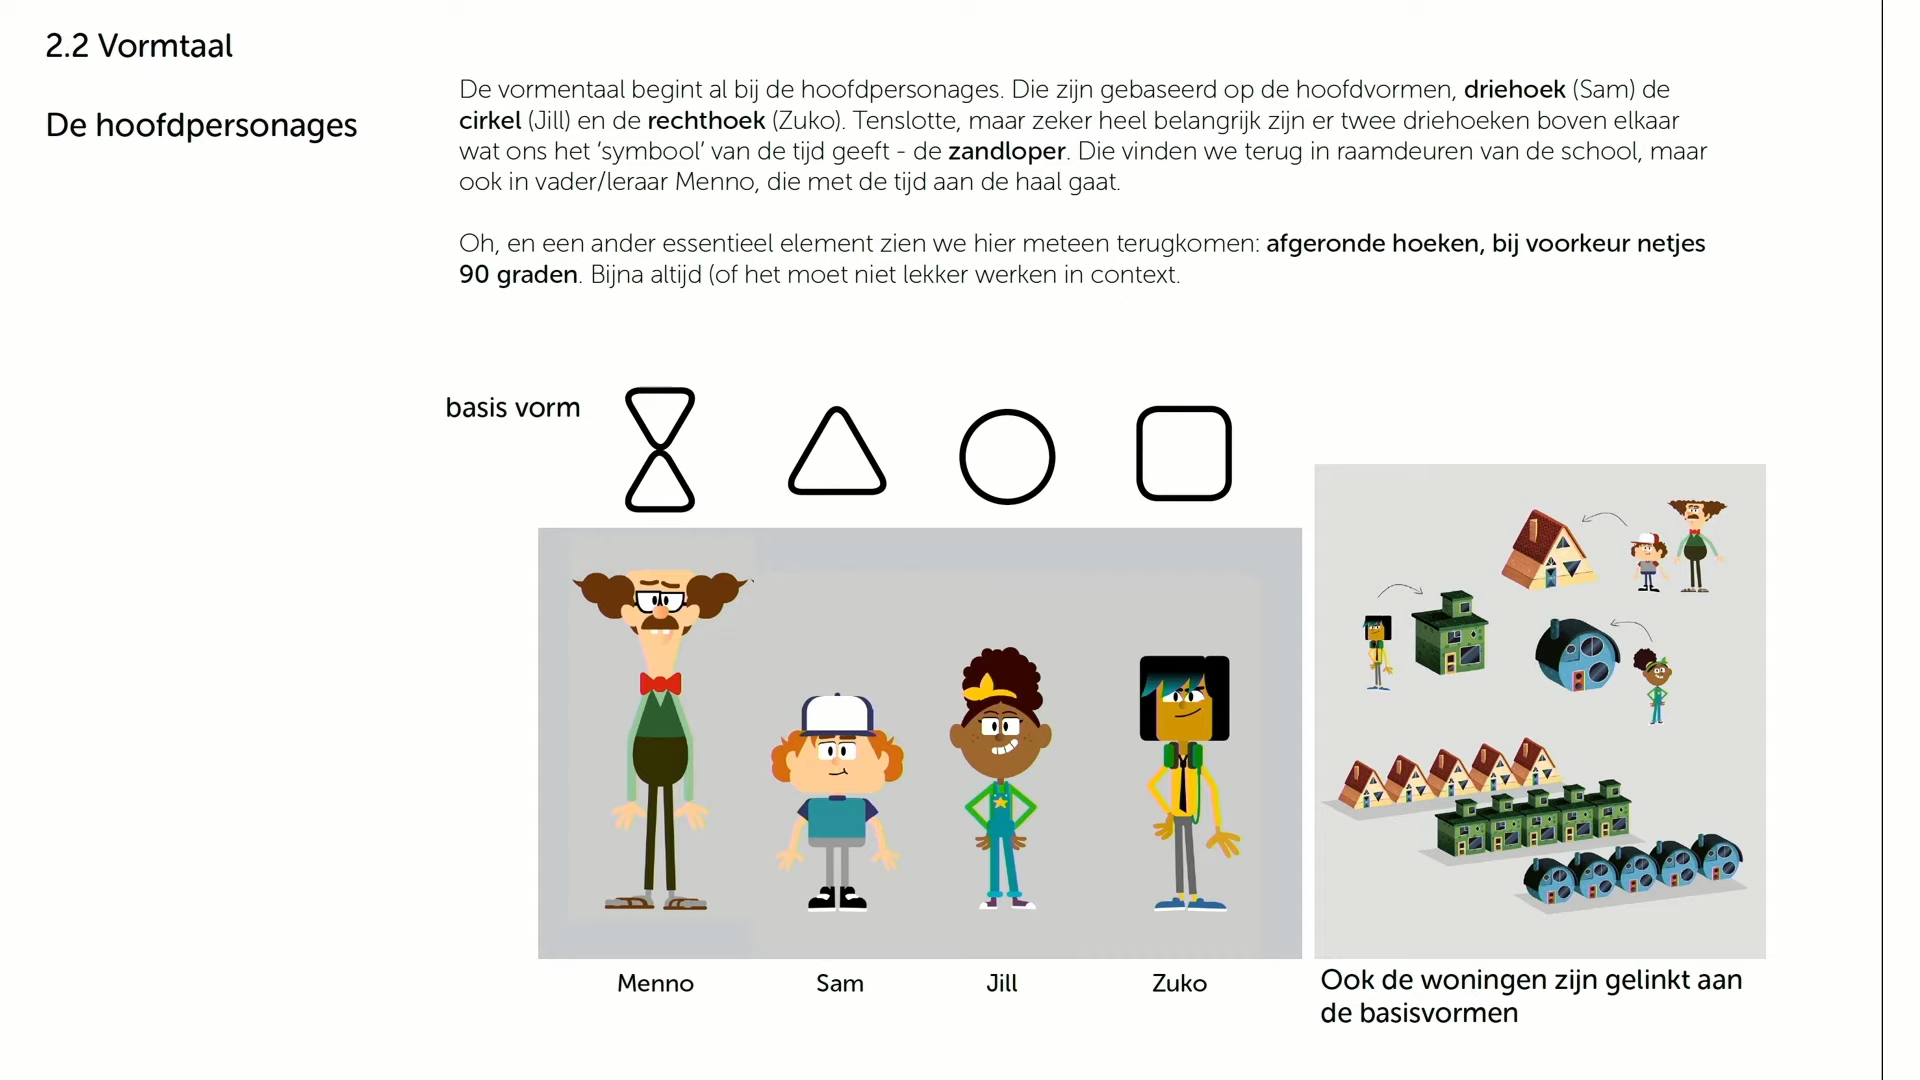 2.2 Vormtaal
De hoofdpersonages
De vormentaal begint al bij de hoofdpersonages. Die zijn gebaseerd op de hoofdvormen, driehoek (Sam) de
cirkel (Jill) en de rechthoek (Zuko). Tenslotte, maar zeker heel belangrijk zijn er twee driehoeken boven elkaar
wat ons het ‘symbool’ van de tijd geeft - de zandloper. Die vinden we terug in raamdeuren van de school, maar
ook in vader/leraar Menno, die met de tijd aan de haal gaat.
Oh, en een ander essentieel element zien we hier meteen terugkomen: afgeronde hoeken, bij voorkeur netjes
90 graden. Bijna altijd (of het moet niet lekker werken in context.
basis vorm
Menno
Sam
Jill
Zuko
Ook de woningen zijn gelinkt aan
de basisvormen